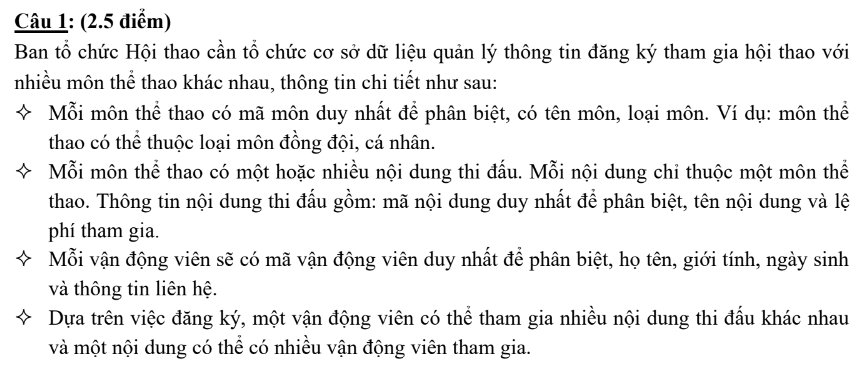 Câu 1: (2.5 điểm)
Ban tổ chức Hội thao cần tổ chức cơ sở dữ liệu quản lý thông tin đăng ký tham gia hội thao với
nhiều môn thể thao khác nhau, thông tin chi tiết như sau:
✧ Mỗi môn thể thao có mã môn duy nhất để phân biệt, có tên môn, loại môn. Ví dụ: môn thể
thao có thể thuộc loại môn đồng đội, cá nhân.
✧ Mỗi môn thể thao có một hoặc nhiều nội dung thi đấu. Mỗi nội dung chỉ thuộc một môn thể
thao. Thông tin nội dung thi đấu gồm: mã nội dung duy nhất để phân biệt, tên nội dung và lệ
phí tham gia.
✧ Mỗi vận động viên sẽ có mã vận động viên duy nhất để phân biệt, họ tên, giới tính, ngày sinh
và thông tin liên hệ.
✧ Dựa trên việc đăng ký, một vận động viên có thể tham gia nhiều nội dung thi đấu khác nhau
và một nội dung có thể có nhiều vận động viên tham gia.